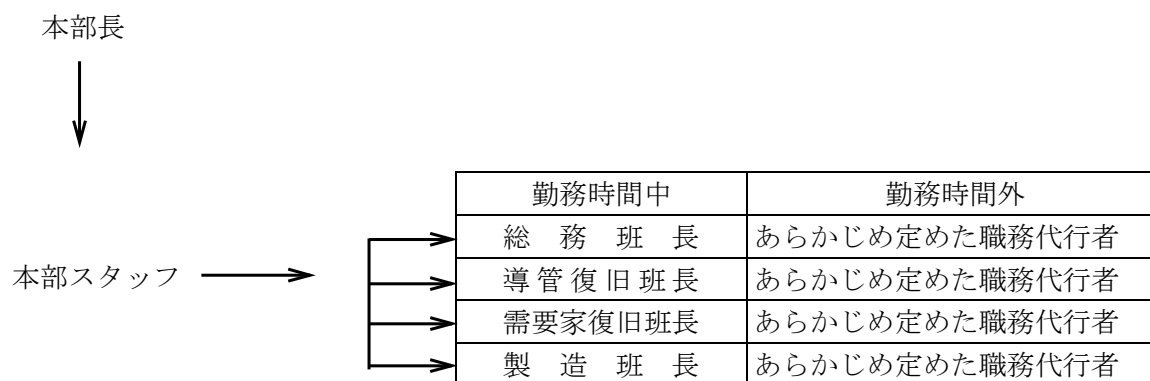 本部長
勤務時間中 勤務時間外
総務班長 あらかじめ定めた職務代行者
本部スタッフ 導管復旧班長 あらかじめ定めた職務代行者
需要家復旧班長 あらかじめ定めた職務代行者
製造班長 あらかじめ定めた職務代行者